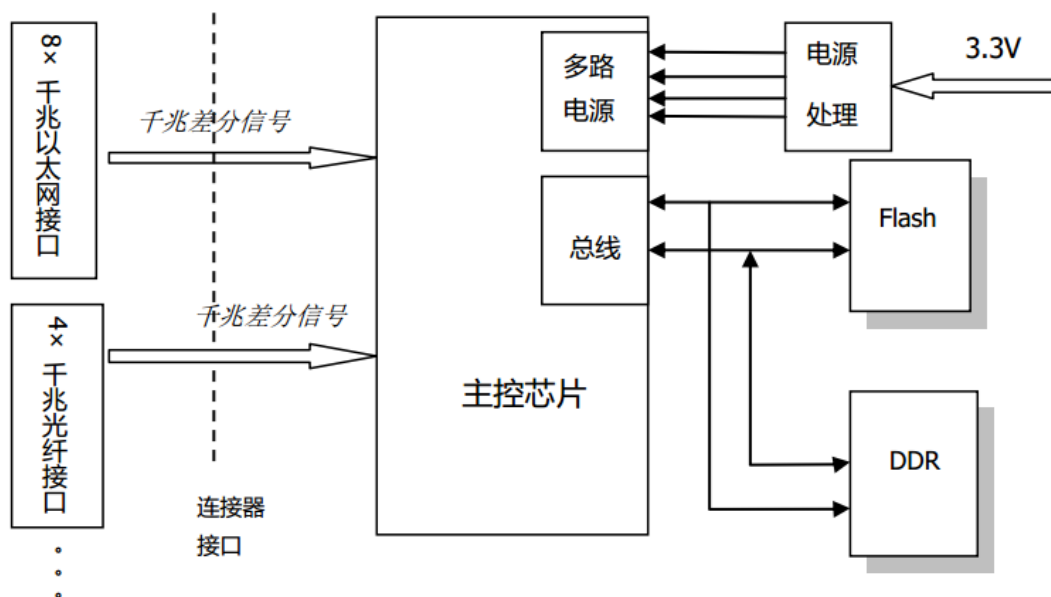 8× 千兆以太网接口
千兆差分信号
4× 千兆光纤接口
千兆差分信号
连接器
接口
主控芯片
多路
电源
总线
电源
处理
3.3V
Flash
DDR